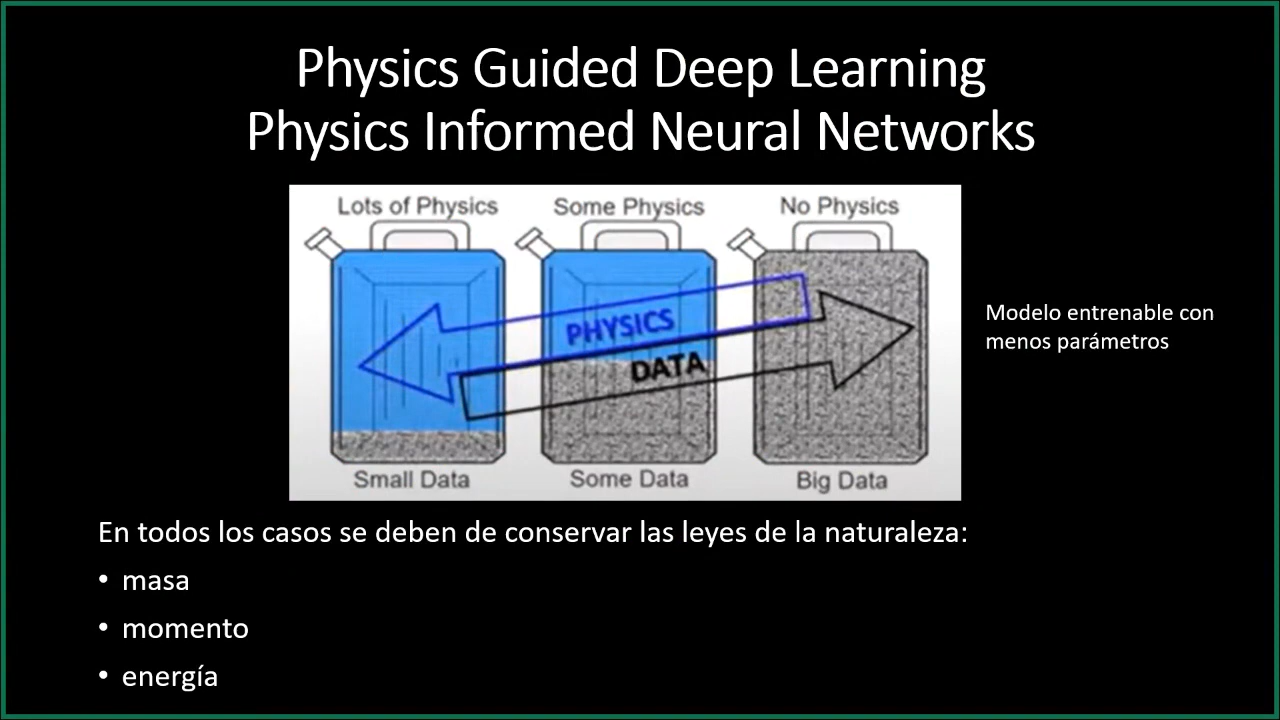 Physics Guided Deep Learning
Physics Informed Neural Networks
Lots of Physics
Some Physics
No Physics
PHYSICS
DATA
Small Data
Some Data
Big Data
Modelo entrenable con
menos parámetros
En todos los casos se deben de conservar las leyes de la naturaleza:
• masa
• momento
• energía